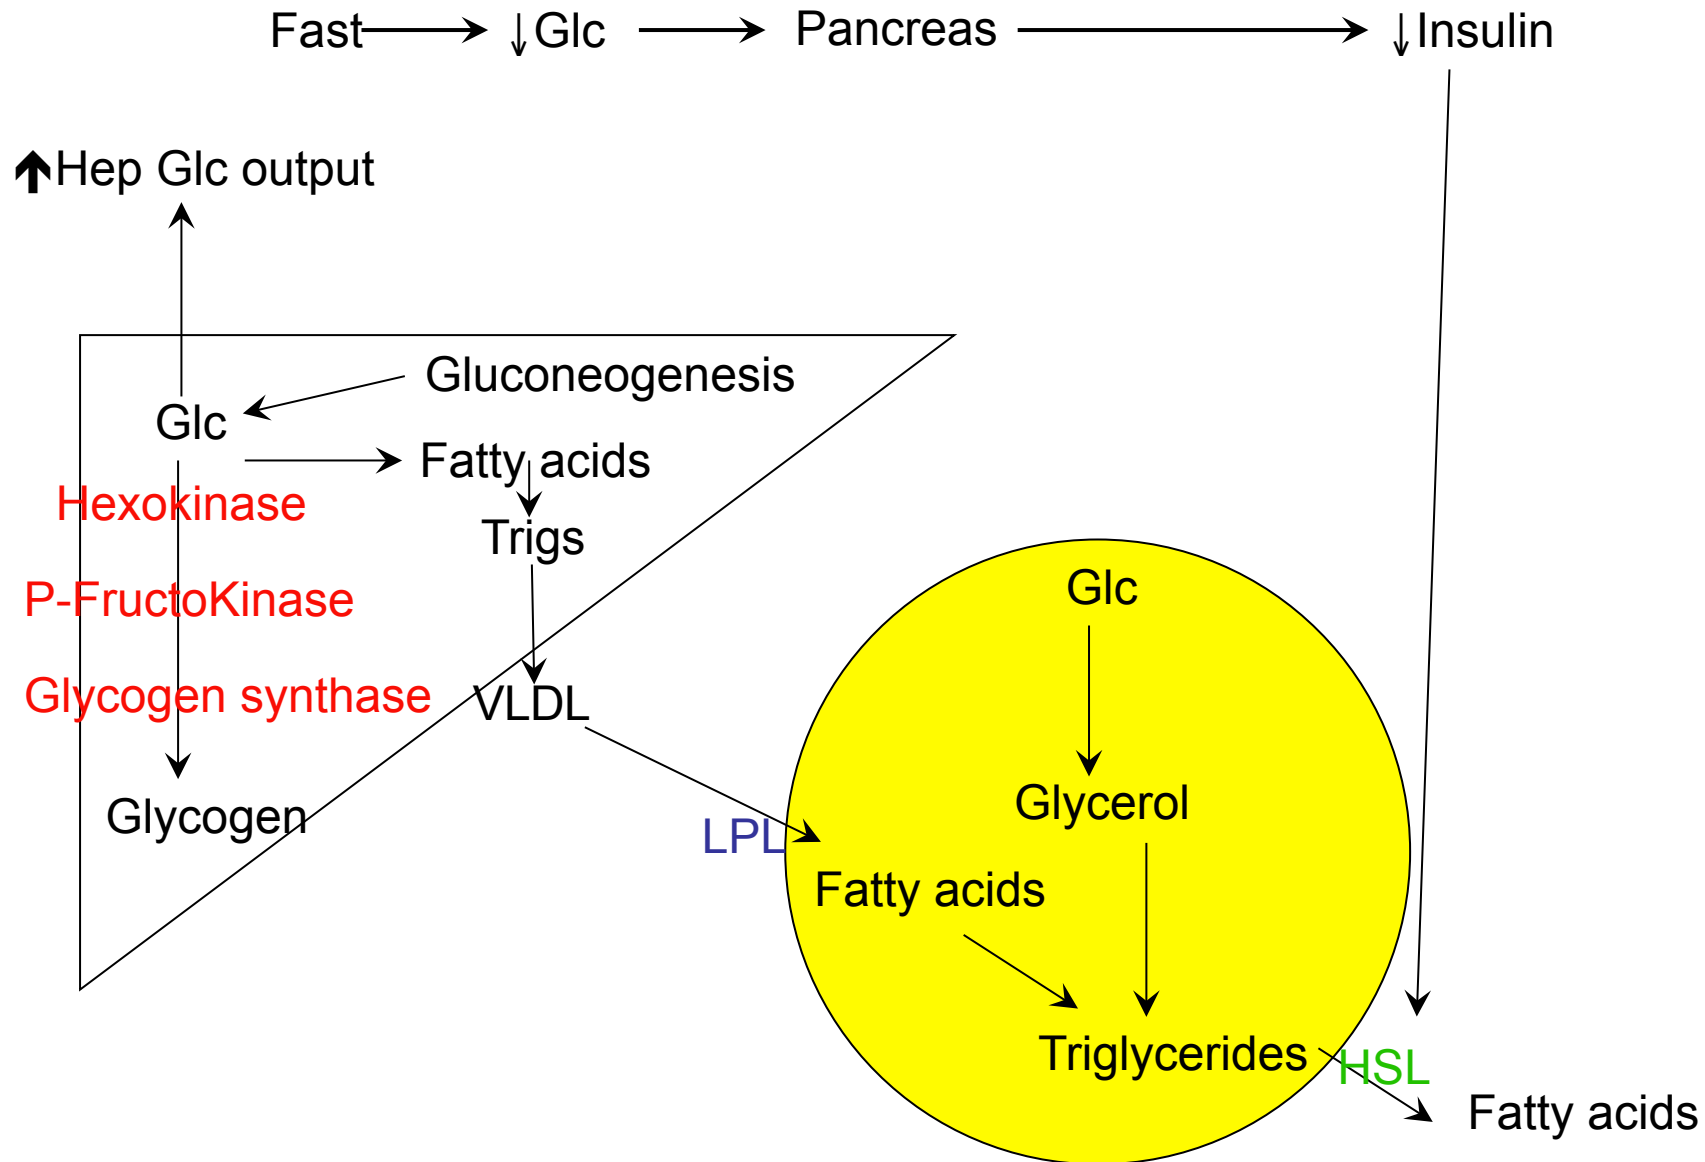 Fast ↓Glc Pancreas ↓Insulin
↑Hep Glc output
Gluconeogenesis
Glc
Fatty acids
Hexokinase
Trigs
Glc
P-FructoKinase
Glycogen synthase
VLDL
Glycerol
Glycogen
LPL
Fatty acids
Triglycerides
HSL
Fatty acids